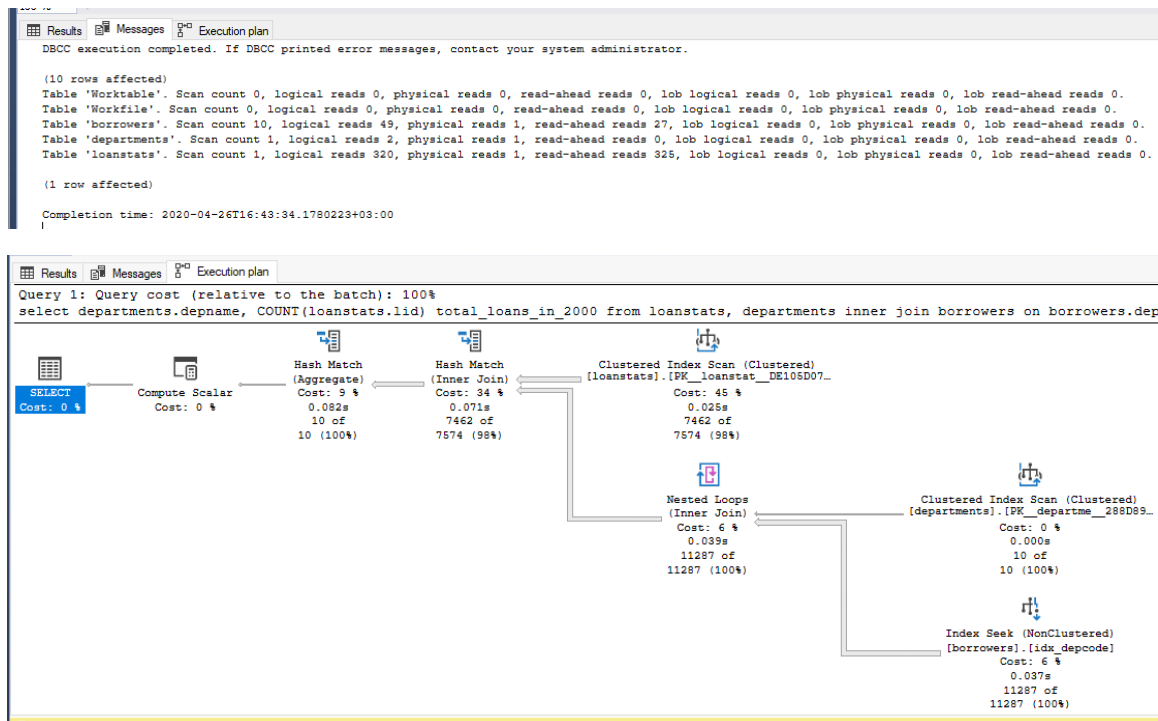 Results Messages Execution plan
DBCC execution completed. If DBCC printed error messages, contact your system administrator.
(10 rows affected)
Table 'Worktable'. Scan count 0, logical reads 0, physical reads 0, read-ahead reads 0, lob logical reads 0, lob physical reads 0, lob read-ahead reads 0.
Table 'Workfile'. Scan count 0, logical reads 0, physical reads 0, read-ahead reads 0, lob logical reads 0, lob physical reads 0, lob read-ahead reads 0.
Table 'borrowers'. Scan count 10, logical reads 49, physical reads 1, read-ahead reads 27, lob logical reads 0, lob physical reads 0, lob read-ahead reads 0.
Table 'departments'. Scan count 1, logical reads 2, physical reads 1, read-ahead reads 0, lob logical reads 0, lob physical reads 0, lob read-ahead reads 0.
Table 'loanstats'. Scan count 1, logical reads 320, physical reads 1, read-ahead reads 325, lob logical reads 0, lob physical reads 0, lob read-ahead reads 0.
(1 row affected)
Completion time: 2020-04-26T16:43:34.1780223+03:00
Results Messages Execution plan
Query 1: Query cost (relative to the batch): 100%
select departments.depname, COUNT(loanstats.lid) total_loans_in_2000 from loanstats, departments inner join borrowers on borrowers.dep
SELECT
Cost: 0 %
Compute Scalar
Cost: 0 %
Hash Match
(Aggregate)
Cost: 9 %
0.082s
10 of
10 (100%)
Hash Match
(Inner Join)
Cost: 34 %
0.071s
7462 of
7574 (98%)
Clustered Index Scan (Clustered)
[loanstats].[PK__loanstat__DE105D07…
Cost: 45 %
0.025s
7462 of
7574 (98%)
Nested Loops
(Inner Join)
Cost: 6 %
0.039s
11287 of
11287 (100%)
Clustered Index Scan (Clustered)
[departments].[PK__departme__288D89…
Cost: 0 %
0.000s
10 of
10 (100%)
Index Seek (NonClustered)
[borrowers].[idx_depcode]
Cost: 6 %
0.037s
11287 of
11287 (100%)